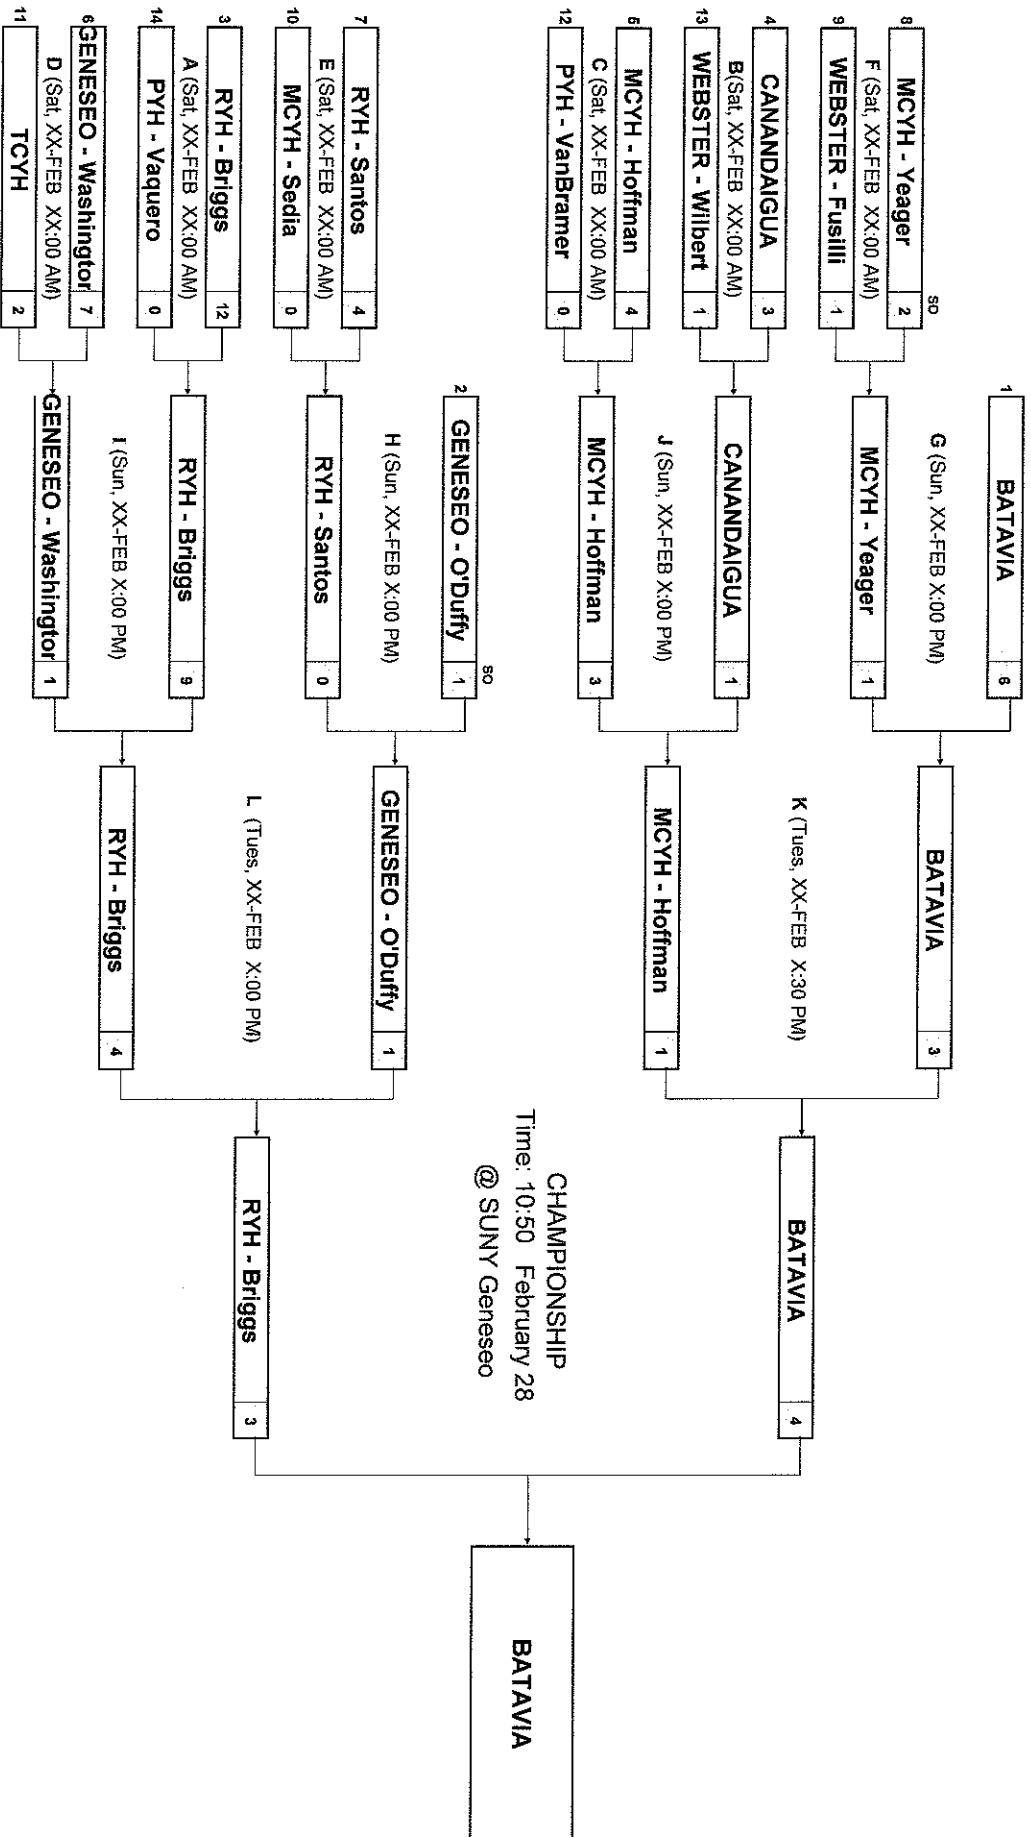 1 BATAVIA 6
G (Sun, XX-FEB X:00 PM)
SO
8 MCYH - Yeager 2
F (Sat, XX-FEB XX:00 AM)
9 WEBSTER - Fusilli 1
MCYH - Yeager 1
BATAVIA 3
K (Tues, XX-FEB X:30 PM)
4 CANANDAIGUA 3
B(Sat, XX-FEB XX:00 AM)
13 WEBSTER - Wilbert 1
CANANDAIGUA 1
J (Sun, XX-FEB X:00 PM)
5 MCYH - Hoffman 4
C (Sat, XX-FEB XX:00 AM)
12 PYH - VanBramer 0
MCYH - Hoffman 3
MCYH - Hoffman 1
BATAVIA 4
CHAMPIONSHIP
Time: 10:50 February 28
@ SUNY Geneseo
BATAVIA
SO
2 GENESEO - O'Duffy 1
H (Sun, XX-FEB X:00 PM)
7 RYH - Santos 4
E (Sat, XX-FEB XX:00 AM)
10 MCYH - Sedia 0
RYH - Santos 0
GENESEO - O'Duffy 1
L (Tues, XX-FEB X:00 PM)
3 RYH - Briggs 12
A (Sat, XX-FEB XX:00 AM)
14 PYH - Vaquero 0
RYH - Briggs 9
I (Sun, XX-FEB X:00 PM)
6 GENESEO - Washingtor 7
D (Sat, XX-FEB XX:00 AM)
11 TCYH 2
GENESEO - Washingtor 1
RYH - Briggs 4
RYH - Briggs 3